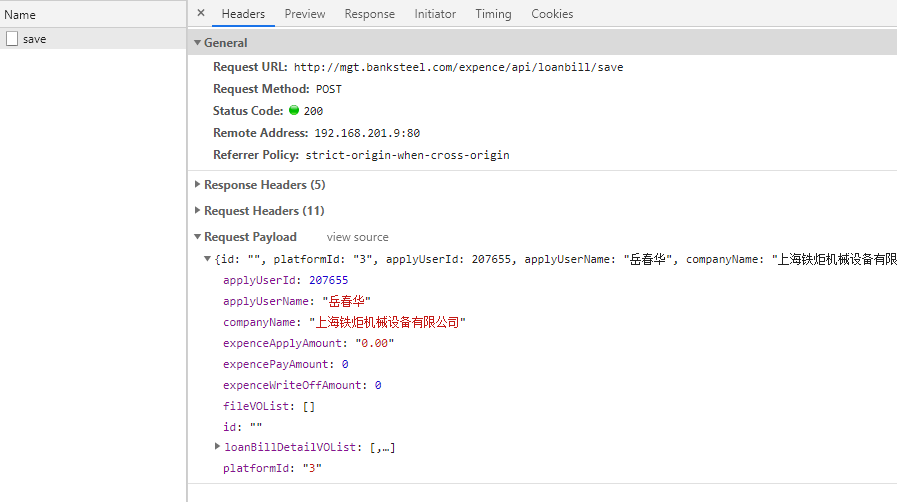 Name
× Headers Preview Response Initiator Timing Cookies
save
▼General
Request URL: http://mgt.banksteel.com/expence/api/loanbill/save
Request Method: POST
Status Code: 200
Remote Address: 192.168.201.9:80
Referrer Policy: strict-origin-when-cross-origin
Response Headers (5)
Request Headers (11)
Request Payload view source
{id: "", platformId: "3", applyUserId: 207655, applyUserName: "岳春华", companyName: "上海铁炬机械设备有限
applyUserId: 207655
applyUserName: "岳春华"
companyName: "上海铁炬机械设备有限公司"
expenceApplyAmount: "0.00"
expencePayAmount: 0
expenceWriteOffAmount: 0
fileVOList: []
id: ""
loanBillDetailVOList: [,…]
platformId: "3"